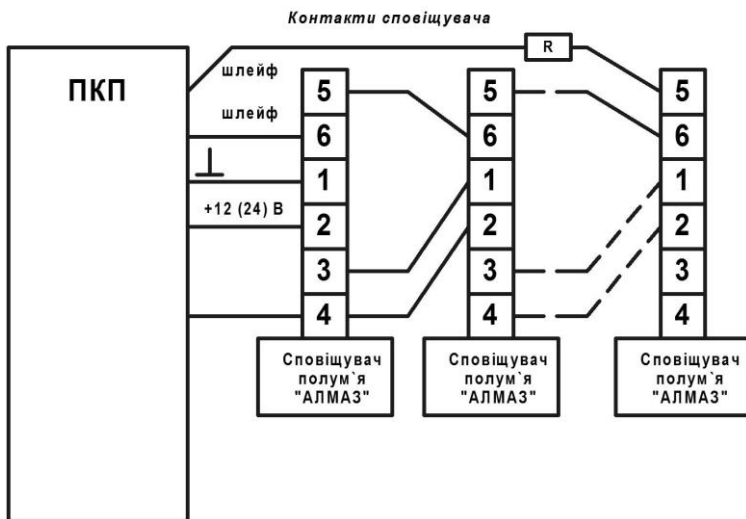 Контакти сповіщувача
R
ПКП
шлейф
шлейф
+12 (24) В
5
6
1
2
3
4
5
6
1
2
3
4
5
6
1
2
3
4
Сповіщувач
полум`я
"АЛМАЗ"
Сповіщувач
полум`я
"АЛМАЗ"
Сповіщувач
полум`я
"АЛМАЗ"